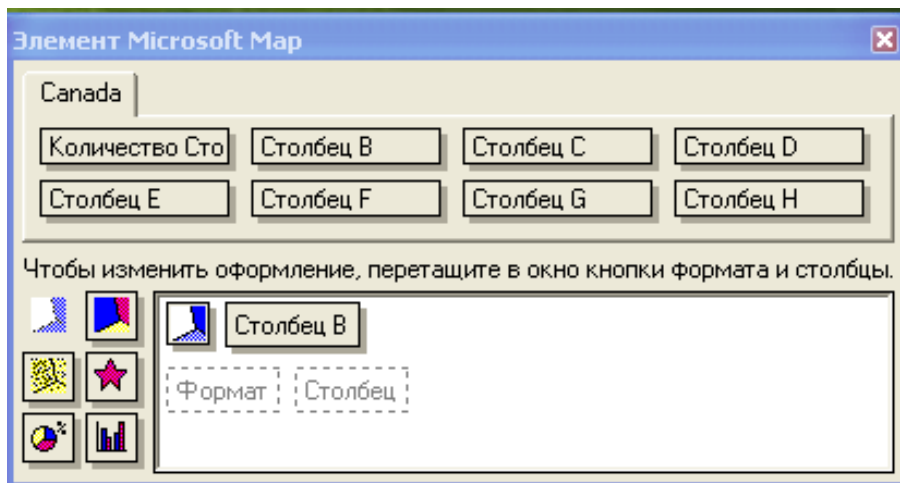 Элемент Microsoft Map
Canada
Количество Сто Столбец B Столбец C Столбец D
Столбец E Столбец F Столбец G Столбец H
Чтобы изменить оформление, перетащите в окно кнопки формата и столбцы.
Столбец B
Формат Столбец